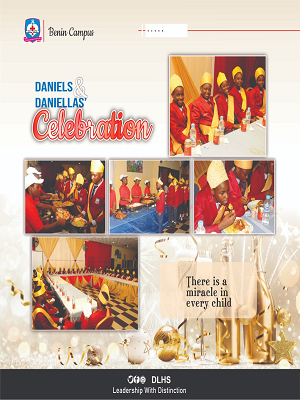 Benin Campus
DANIELS &
DANIELLAS'
Celebration
There is a
miracle in
every child
DLHS
Leadership With Distinction